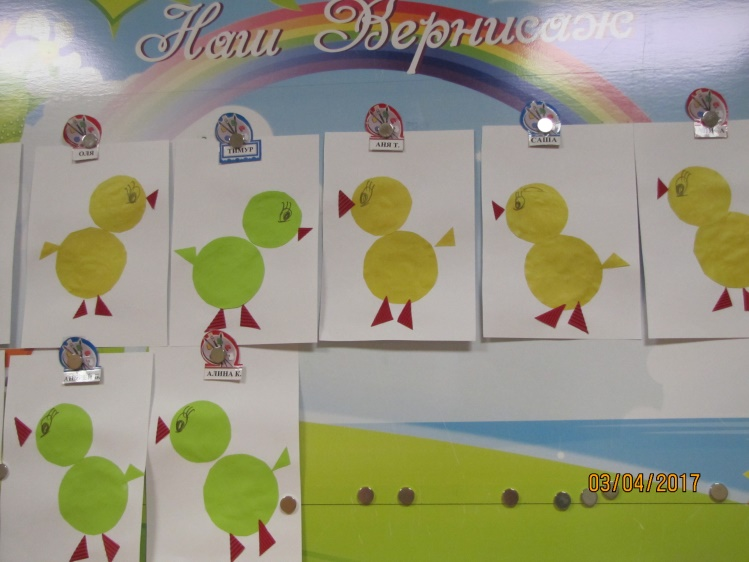 Наш Вернисаж
ОЛЯ
ТИМУР
АНЯ Т.
САША
АЛИНА К.
03/04/2017